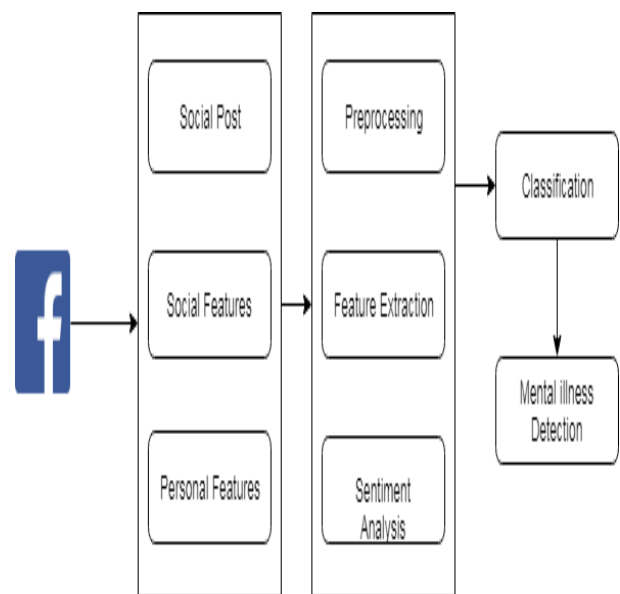 Social Post
Social Features
Personal Features
Preprocessing
Feature Extraction
Sentiment
Analysis
Classification
Mental illness
Detection